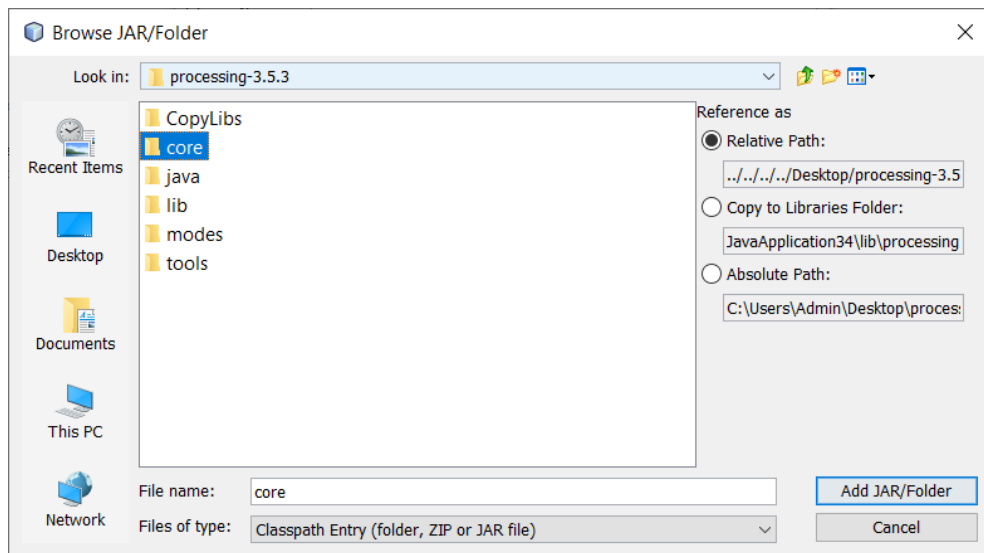 Browse JAR/Folder
Look in:
processing-3.5.3
Recent Items
Desktop
Documents
This PC
Network
CopyLibs
core
java
lib
modes
tools
Reference as
Relative Path:
../../../../Desktop/processing-3.5
Copy to Libraries Folder:
JavaApplication34\lib\processing
Absolute Path:
C:\Users\Admin\Desktop\proces
File name:
core
Add JAR/Folder
Files of type:
Classpath Entry (folder, ZIP or JAR file)
Cancel